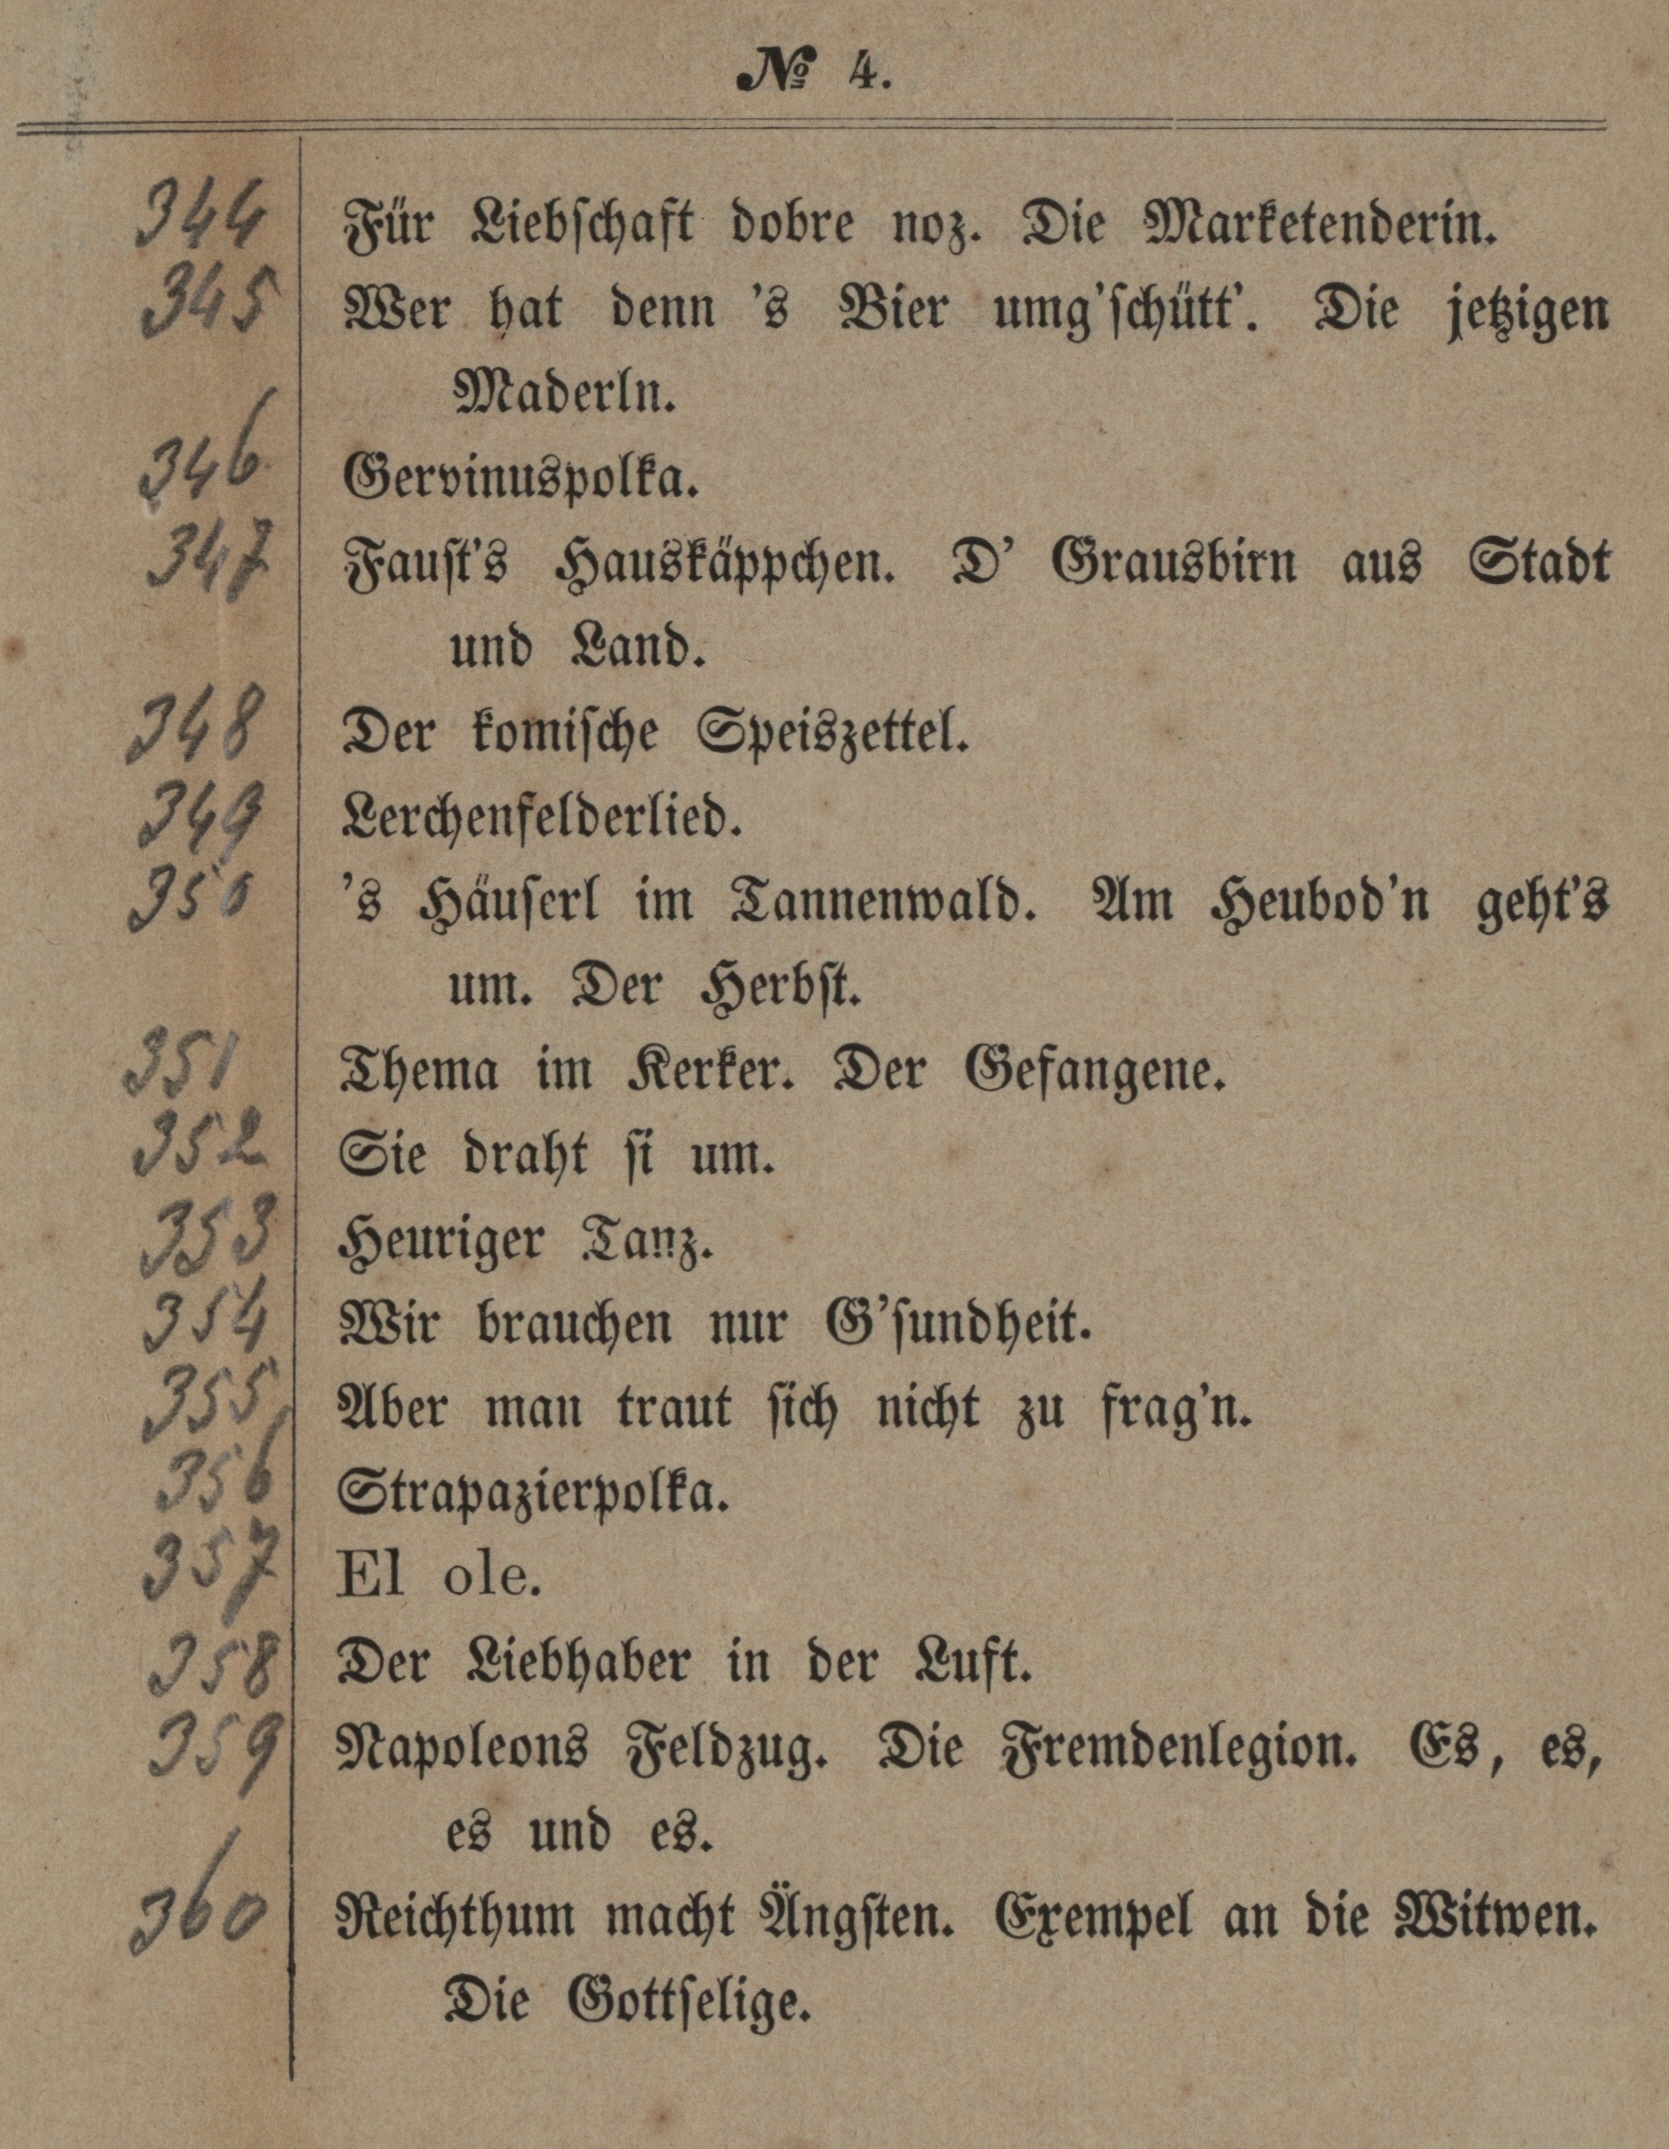 № 4.
344 Für Liebschaft dobre noz. Die Marketenderin.
345 Wer hat denn 's Bier umg'schütt'. Die jetzigen
Maderln.
346 Gervinuspolka.
347 Faust's Hauskäppchen. D' Grausbirn aus Stadt
und Land.
348 Der komische Speiszettel.
349 Lerchenfelderlied.
350 's Häuserl im Tannenwald. Am Heubod'n geht's
um. Der Herbst.
351 Thema im Kerker. Der Gefangene.
352 Sie draht si um.
353 Heuriger Tanz.
354 Wir brauchen nur G'sundheit.
355 Aber man traut sich nicht zu frag'n.
356 Strapazierpolka.
357 El ole.
358 Der Liebhaber in der Luft.
359 Napoleons Feldzug. Die Fremdenlegion. Es, es,
es und es.
360 Reichthum macht Ängsten. Exempel an die Witwen.
Die Gottselige.